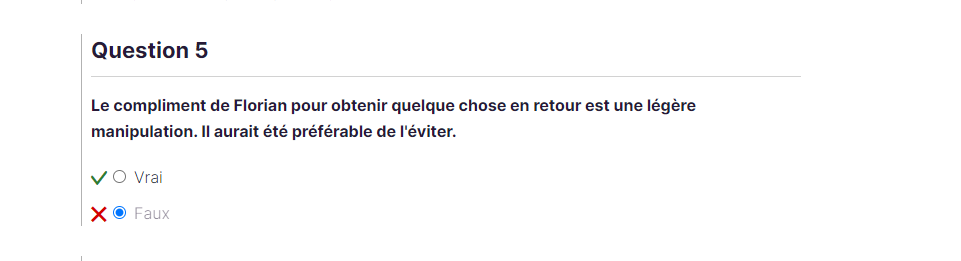 Question 5
Le compliment de Florian pour obtenir quelque chose en retour est une légère
manipulation. Il aurait été préférable de l'éviter.
Vrai
Faux